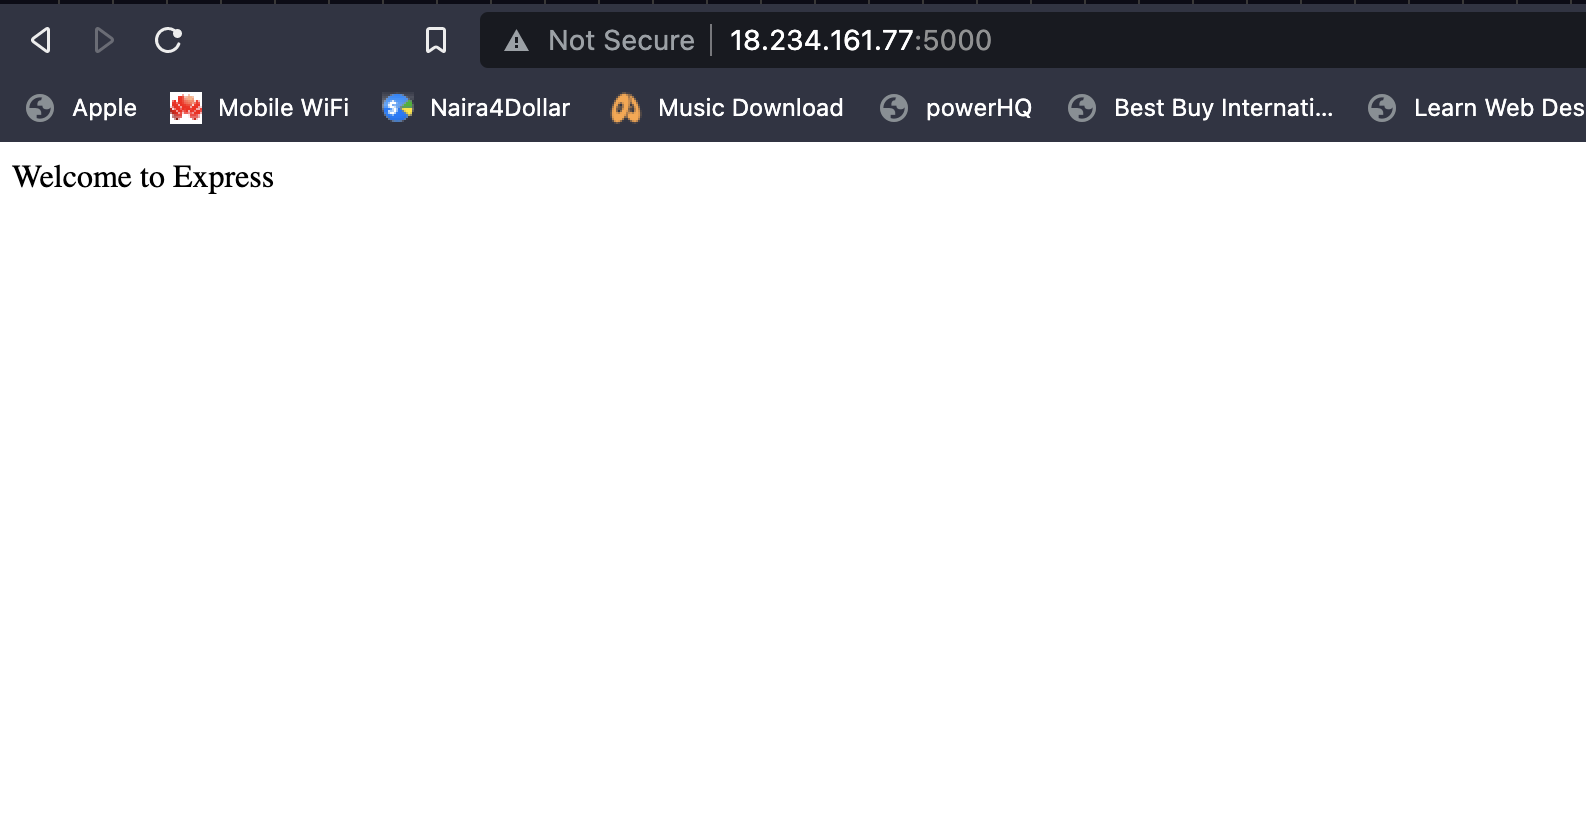 Not Secure | 18.234.161.77:5000
Apple Mobile WiFi Naira4Dollar Music Download powerHQ Best Buy Internati... Learn Web Des
Welcome to Express